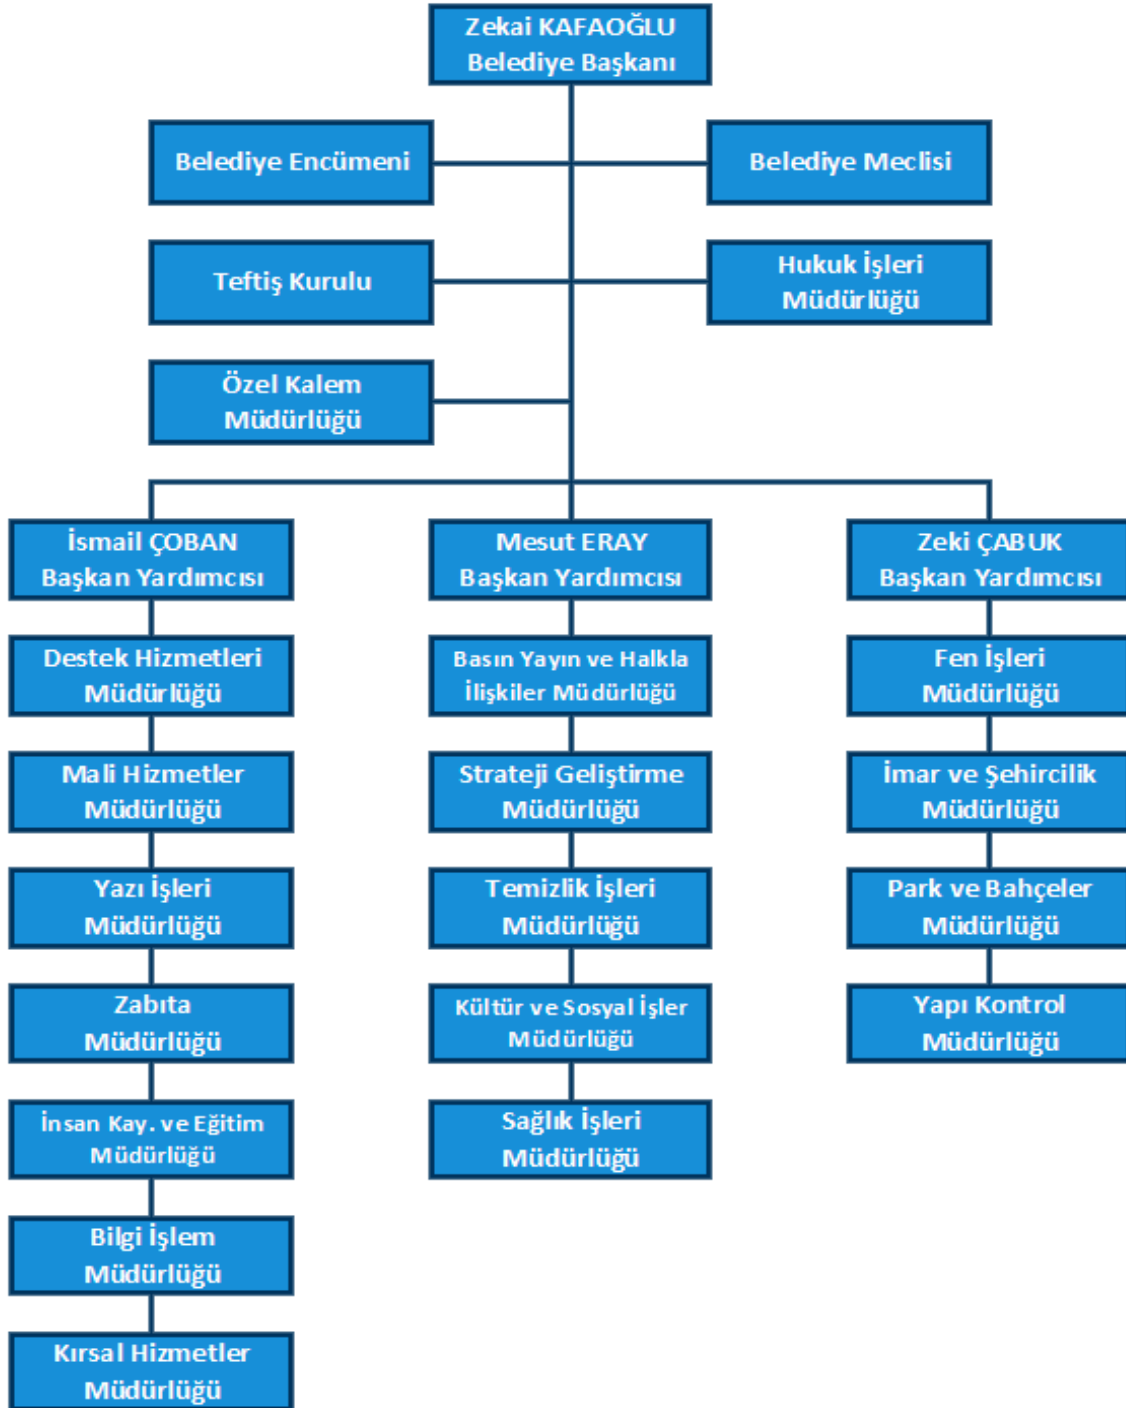 Zekai KAFAOĞLU
Belediye Başkanı
Belediye Encümeni
Belediye Meclisi
Teftiş Kurulu
Hukuk İşleri
Müdürlüğü
Özel Kalem
Müdürlüğü
İsmail ÇOBAN
Başkan Yardımcısı
Destek Hizmetleri
Müdürlüğü
Mali Hizmetler
Müdürlüğü
Yazı İşleri
Müdürlüğü
Zabıta
Müdürlüğü
İnsan Kay. ve Eğitim
Müdürlüğü
Bilgi İşlem
Müdürlüğü
Kırsal Hizmetler
Müdürlüğü
Mesut ERAY
Başkan Yardımcısı
Basın Yayın ve Halkla
İlişkiler Müdürlüğü
Strateji Geliştirme
Müdürlüğü
Temizlik İşleri
Müdürlüğü
Kültür ve Sosyal İşler
Müdürlüğü
Sağlık İşleri
Müdürlüğü
Zeki ÇABUK
Başkan Yardımcısı
Fen İşleri
Müdürlüğü
İmar ve Şehircilik
Müdürlüğü
Park ve Bahçeler
Müdürlüğü
Yapı Kontrol
Müdürlüğü